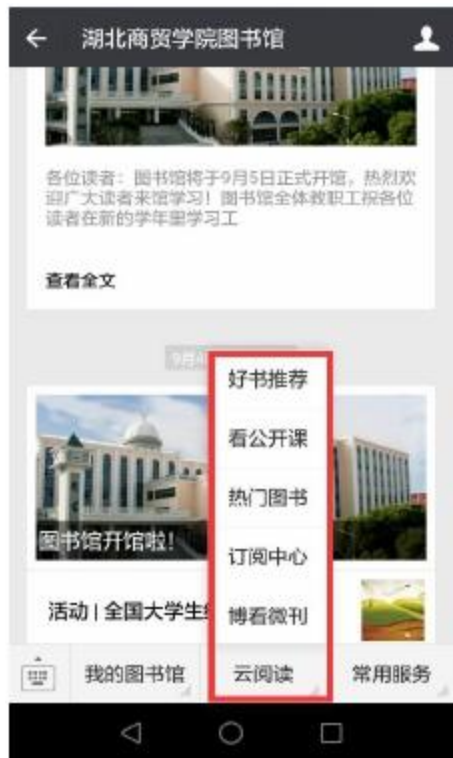 湖北商贸学院图书馆
各位读者：图书馆将于9月5日正式开馆，热烈欢
迎广大读者来馆学习！图书馆全体教职工祝各位
读者在新的学年里学习工
查看全文
9月4
好书推荐
看公开课
热门图书
图书馆开馆啦！
订阅中心
活动 | 全国大学生
博看微刊
我的图书馆
云阅读
常用服务